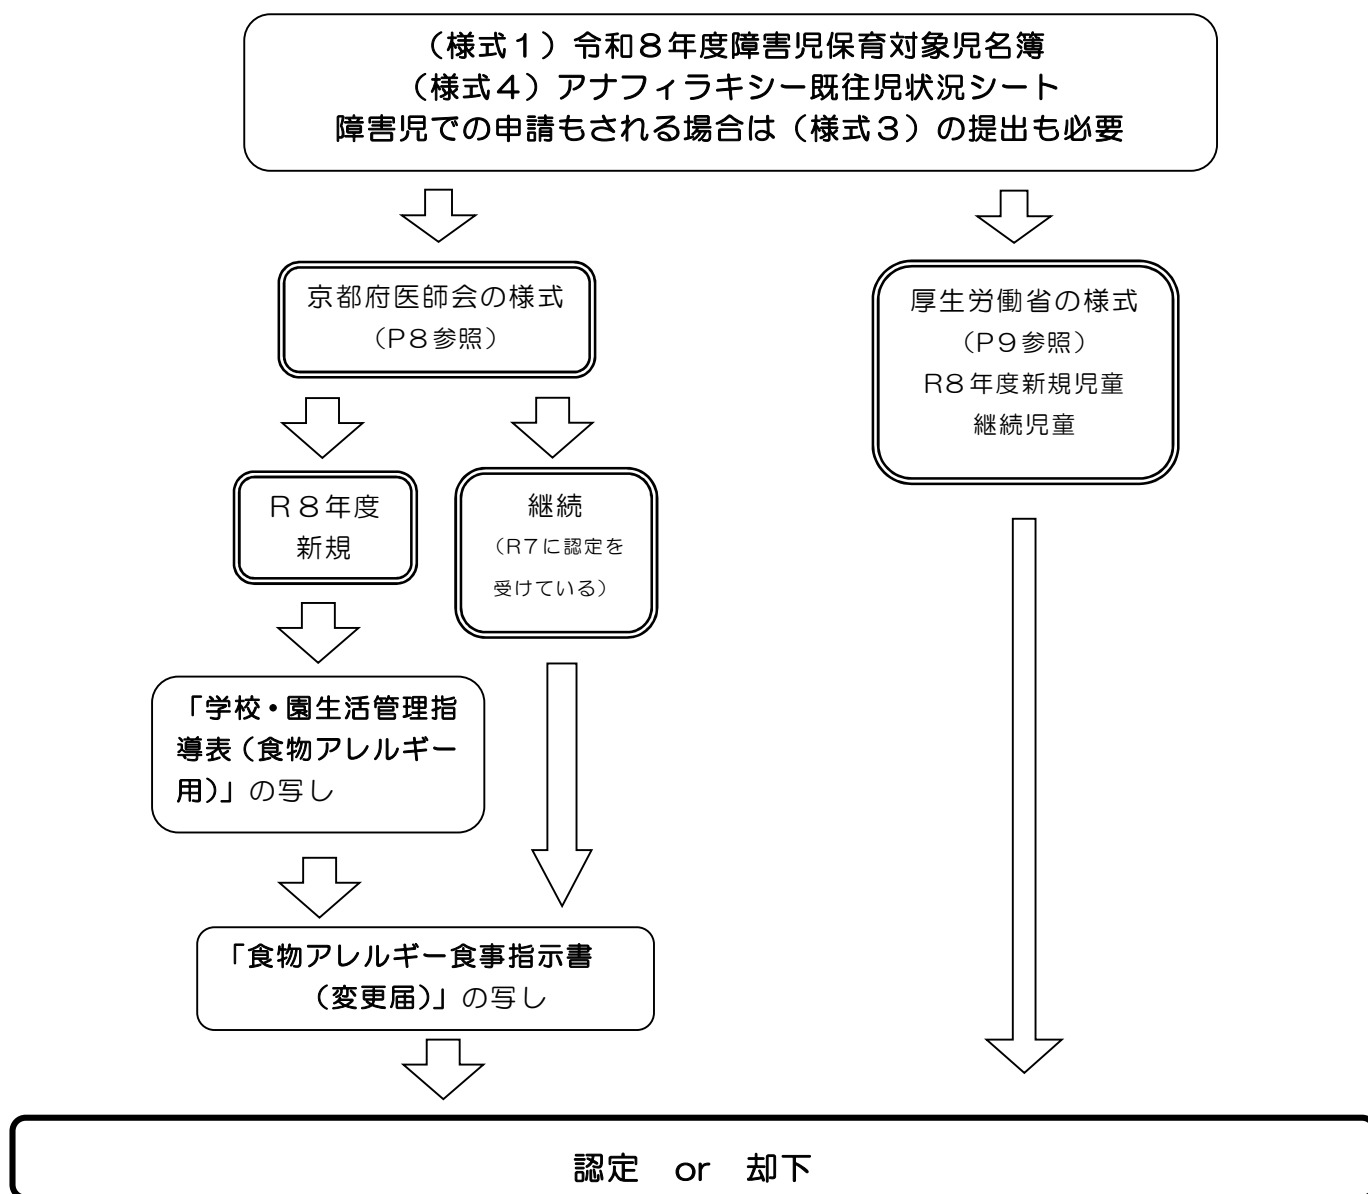 （様式１）令和８年度障害児保育対象児名簿
（様式４）アナフィラキシー既往児状況シート
障害児での申請もされる場合は（様式３）の提出も必要
京都府医師会の様式
（P８参照）
厚生労働省の様式
（P９参照）
R８年度新規児童
継続児童
R８年度
新規
継続
（R７に認定を
受けている）
「学校・園生活管理指
導表（食物アレルギー
用）」の写し
「食物アレルギー食事指示書
（変更届）」の写し
認定　or　却下